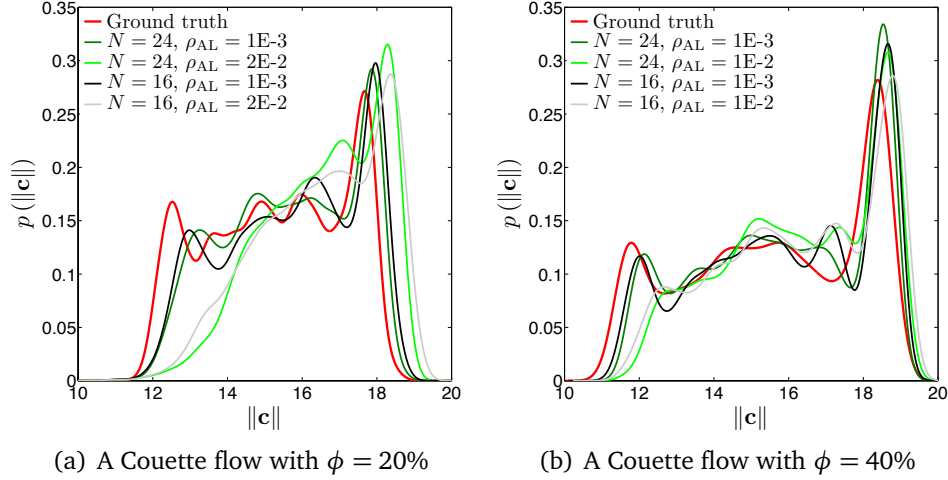 Ground truth
N = 24, ρAL = 1E-3
N = 24, ρAL = 2E-2
N = 16, ρAL = 1E-3
N = 16, ρAL = 2E-2
0.35
0.3
0.25
0.2
0.15
0.1
0.05
0
p (‖c‖)
10 12 14 16 18 20
‖c‖
(a) A Couette flow with ϕ = 20%
Ground truth
N = 24, ρAL = 1E-3
N = 24, ρAL = 1E-2
N = 16, ρAL = 1E-3
N = 16, ρAL = 1E-2
0.35
0.3
0.25
0.2
0.15
0.1
0.05
0
p (‖c‖)
10 12 14 16 18 20
‖c‖
(b) A Couette flow with ϕ = 40%